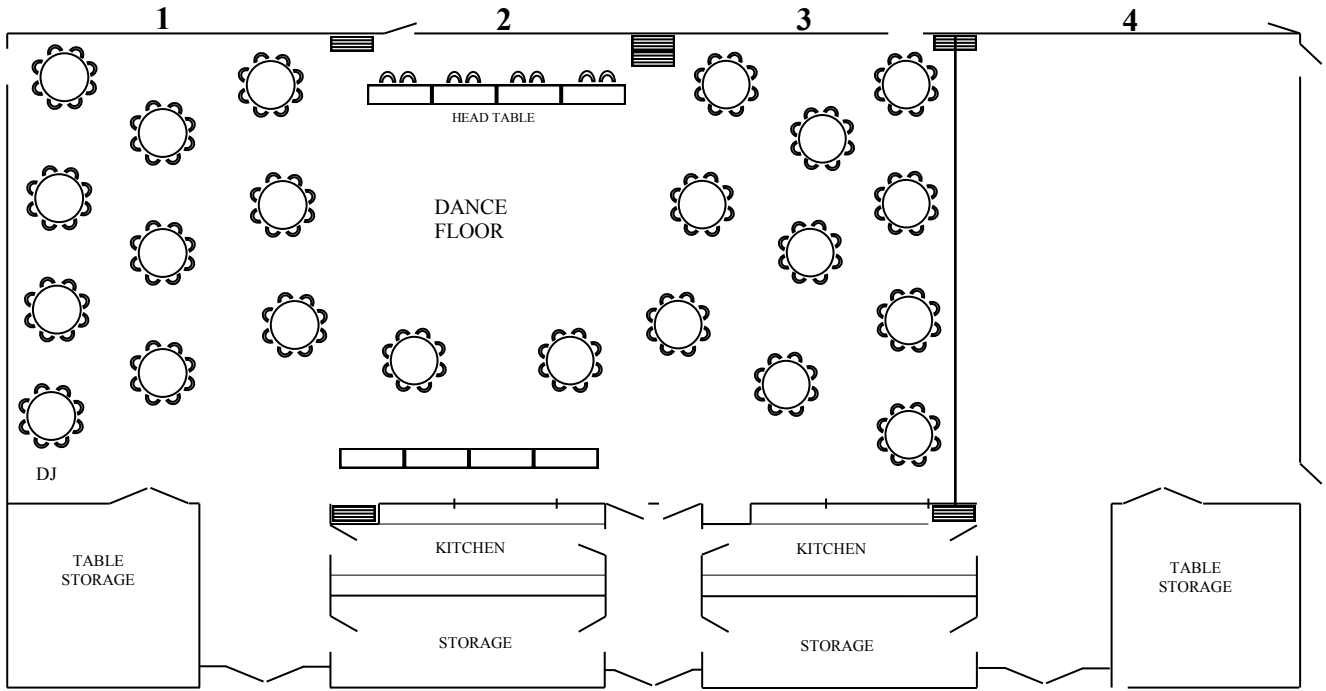 1
2
3
4
HEAD TABLE
DANCE
FLOOR
DJ
TABLE
STORAGE
KITCHEN
STORAGE
KITCHEN
STORAGE
TABLE
STORAGE